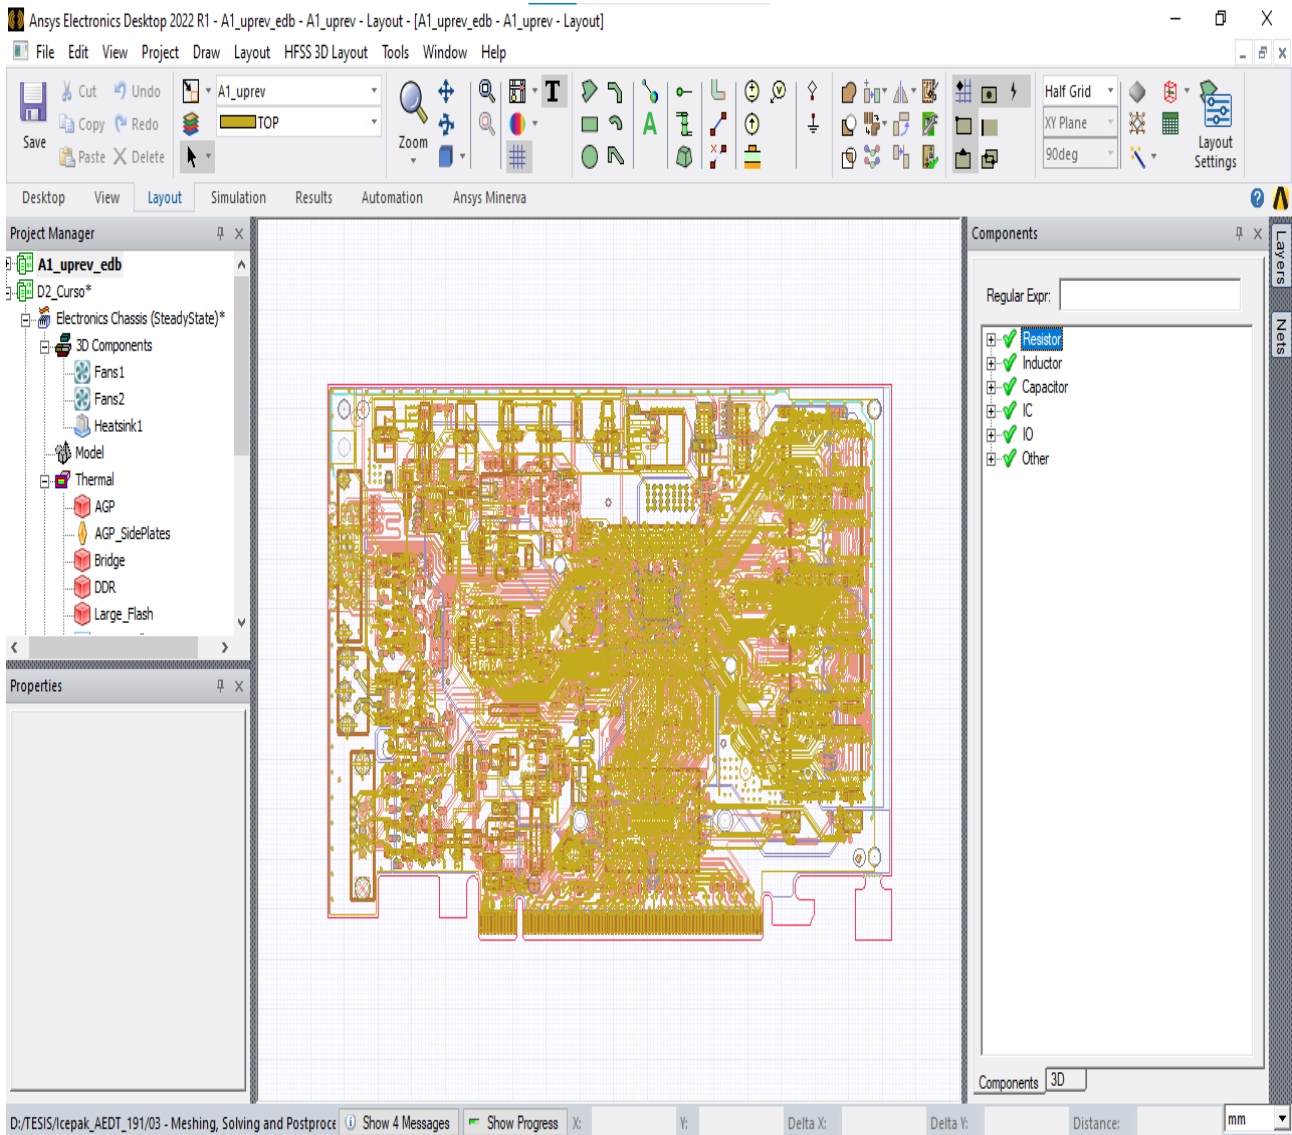 Ansys Electronics Desktop 2022 R1 - A1_uprev_edb - A1_uprev - Layout - [A1_uprev_edb - A1_uprev - Layout]
File Edit View Project Draw Layout HFSS 3D Layout Tools Window Help
Save
Cut Undo
Copy Redo
Paste Delete
A1_uprev
TOP
Zoom
T
A
Half Grid
XY Plane
90deg
Layout
Settings
Desktop View Layout Simulation Results Automation Ansys Minerva
Project Manager
A1_uprev_edb
D2_Curso*
Electronics Chassis (SteadyState)*
3D Components
Fans1
Fans2
Heatsink1
Model
Thermal
AGP
AGP_SidePlates
Bridge
DDR
Large_Flash
Properties
Components
Regular Expr:
Resistor
Inductor
Capacitor
IC
IO
Other
Components 3D
Layers
Nets
D:/TESIS/Icepak_AEDT_191/03 - Meshing, Solving and Postproce Show 4 Messages Show Progress X: Y: Delta X: Delta Y: Distance: mm